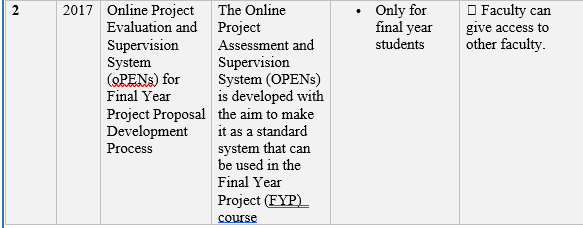 2
2017
Online Project
Evaluation and
Supervision
System
(oPENs) for
Final Year
Project Proposal
Development
Process
The Online
Project
Assessment and
Supervision
System (OPENs)
is developed with
the aim to make
it as a standard
system that can
be used in the
Final Year
Project (FYP)
course
• Only for
final year
students
□ Faculty can
give access to
other faculty.